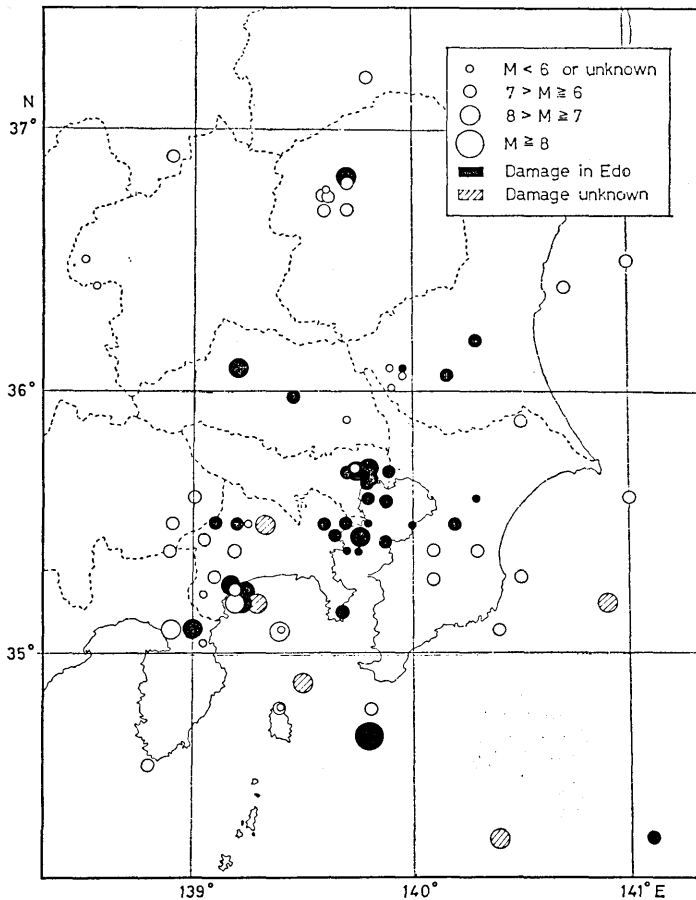 M < 6 or unknown
7 > M ≧ 6
8 > M ≧ 7
M ≧ 8
Damage in Edo
Damage unknown
N
37°
36°
35°
139°
140°
141°E